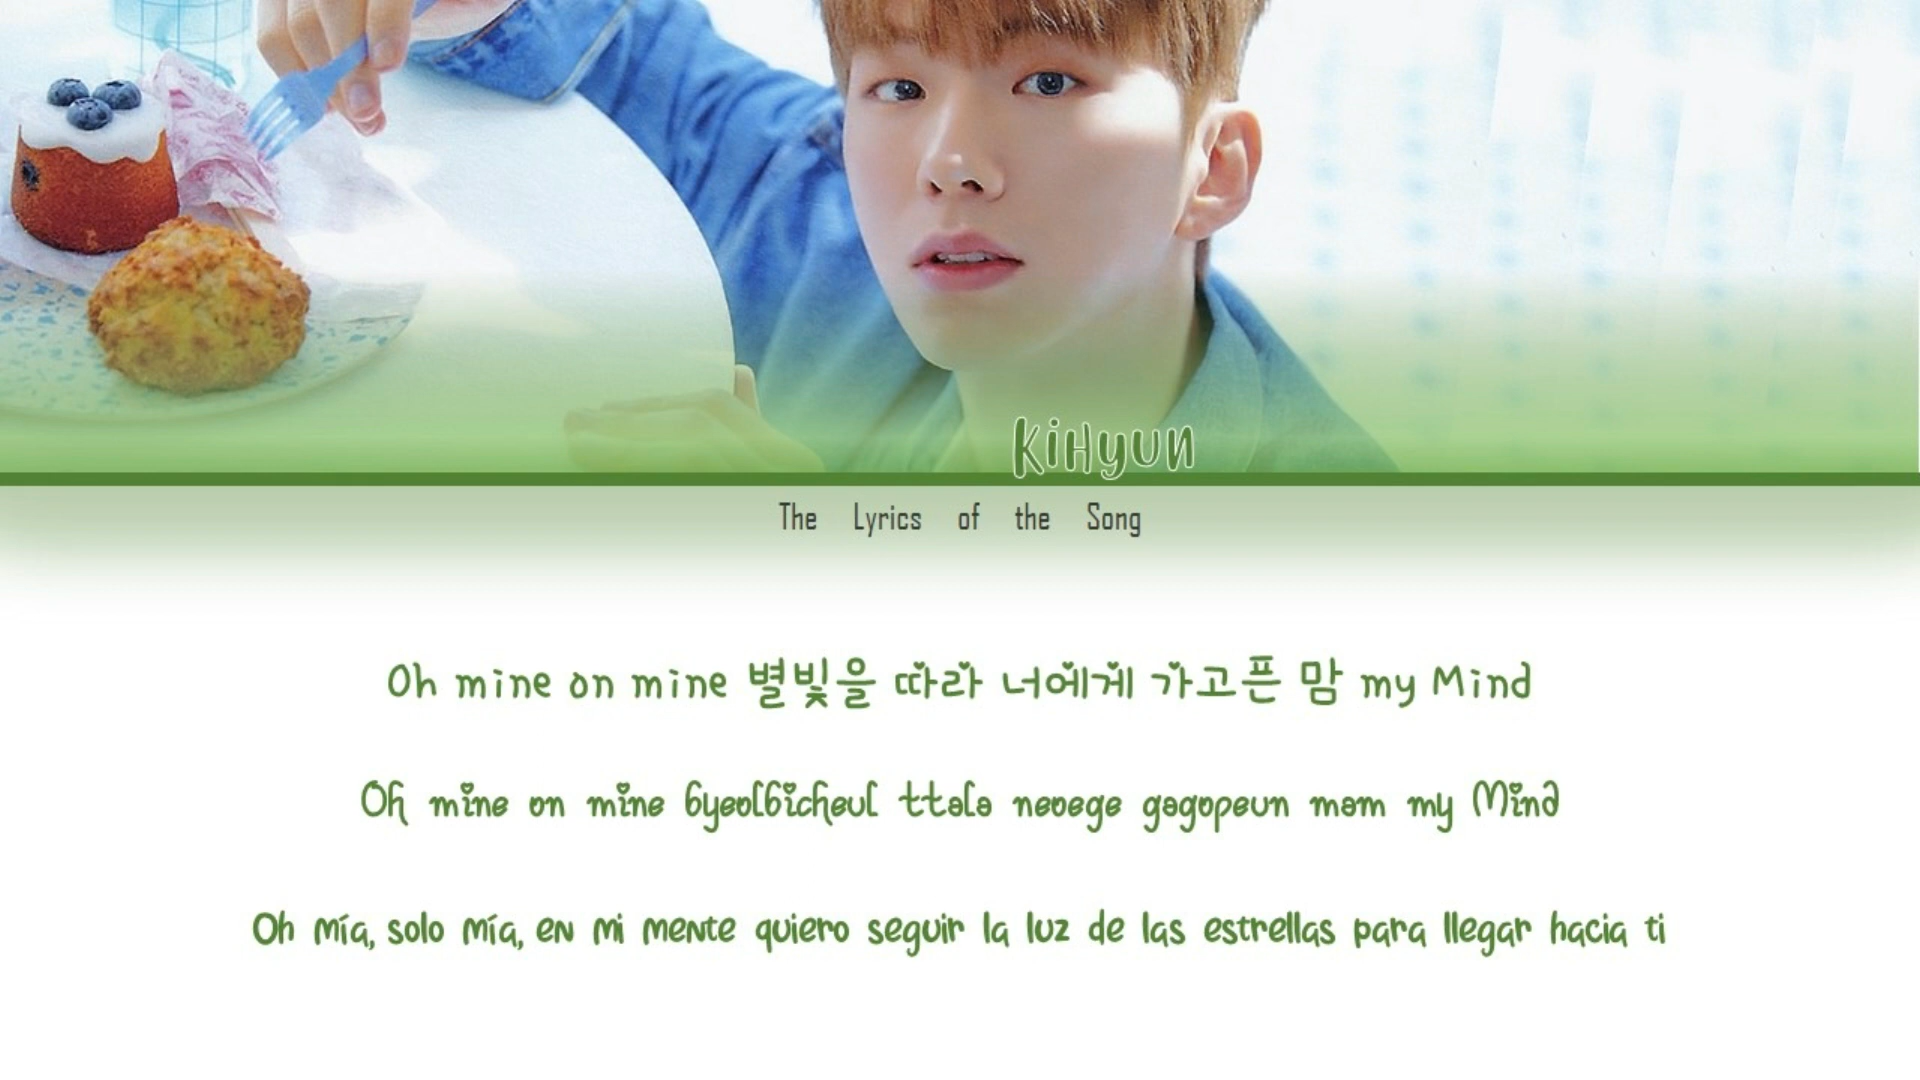 KiHyun
The Lyrics of the Song
Oh mine on mine 별빛을 따라 너에게 가고픈 맘 my Mind
Oh mine on mine byeolbicheul ttala neoege gagopeun mam my Mind
Oh mía, solo mía, en mi mente quiero seguir la luz de las estrellas para llegar hacia ti